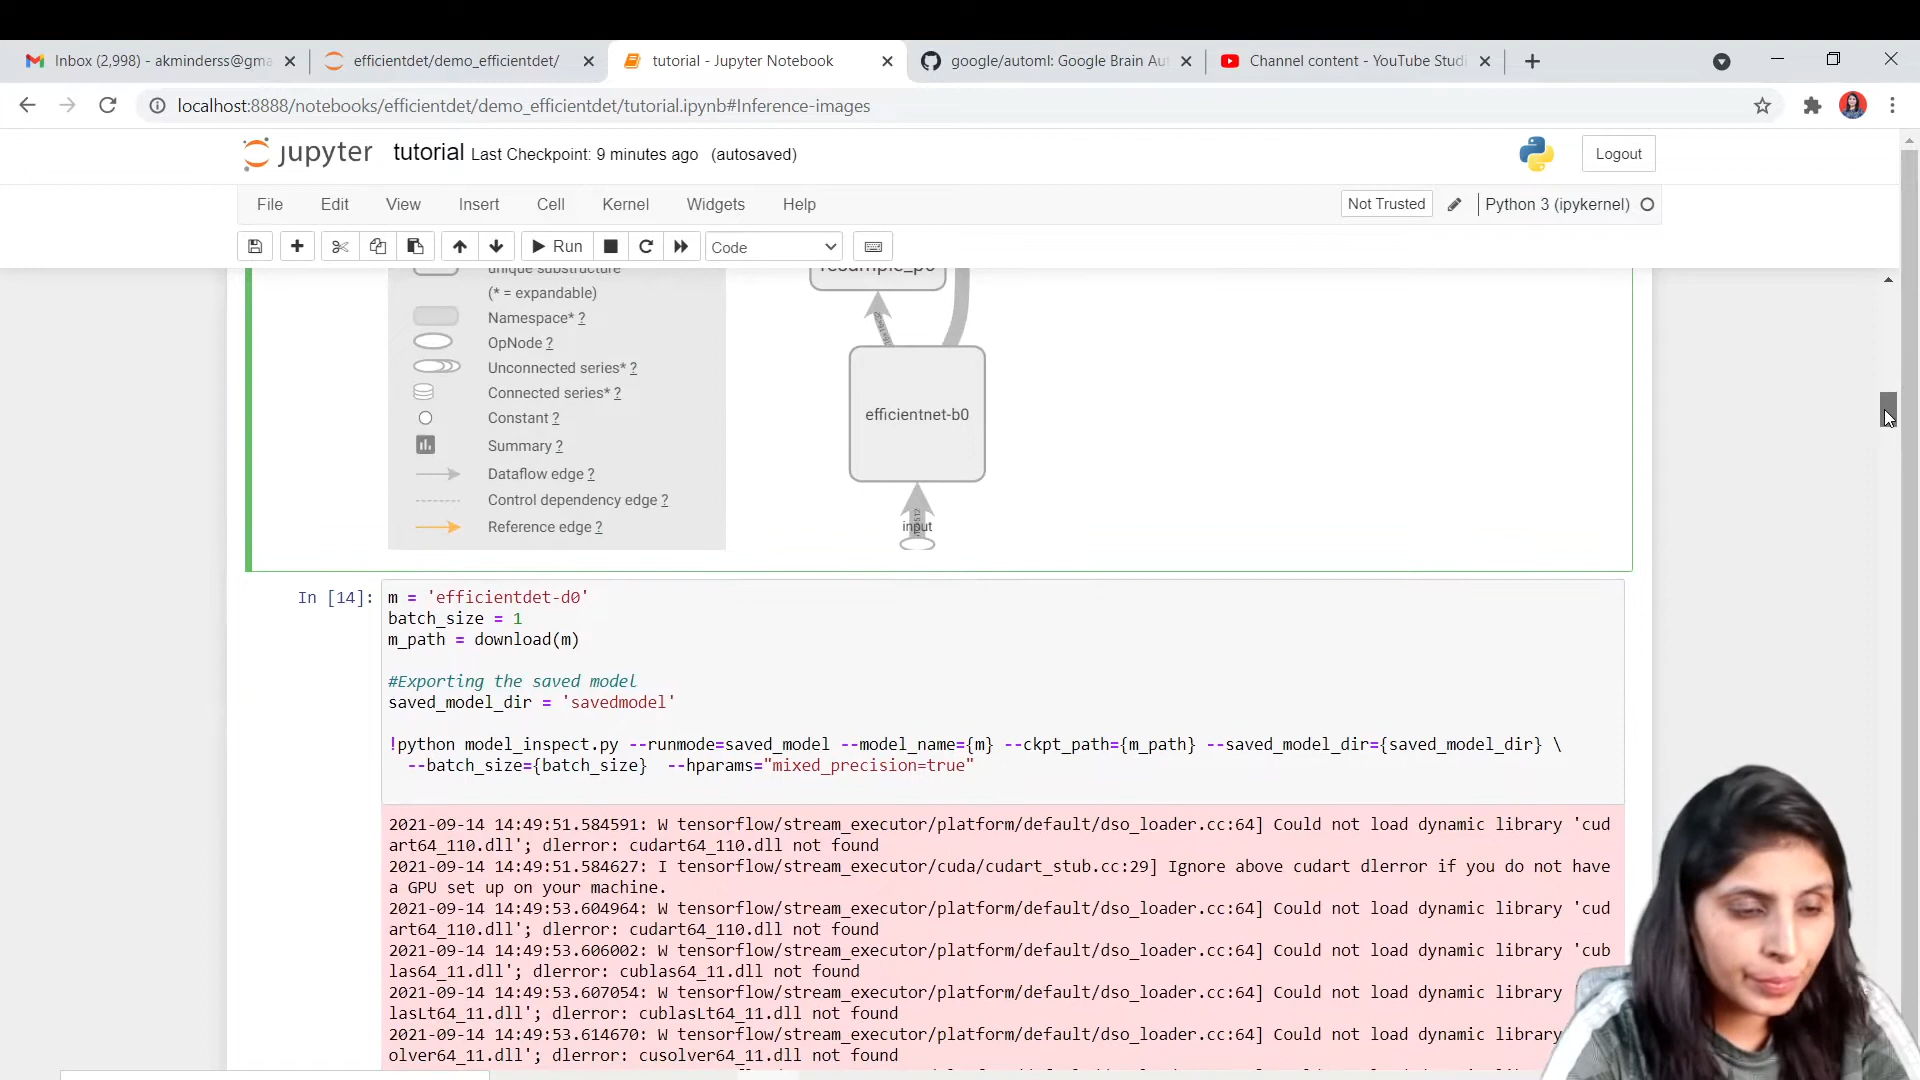 Inbox (2,998) - akminderss@gma
efficientdet/demo_efficientdet/
tutorial - Jupyter Notebook
google/automl: Google Brain Aut
Channel content - YouTube Studi
localhost:8888/notebooks/efficientdet/demo_efficientdet/tutorial.ipynb#Inference-images
jupyter tutorial Last Checkpoint: 9 minutes ago (autosaved)
Logout
File Edit View Insert Cell Kernel Widgets Help
Not Trusted
Python 3 (ipykernel)
Run
Code
unique substructure
(* = expandable)
Namespace* ?
OpNode ?
Unconnected series* ?
Connected series* ?
Constant ?
Summary ?
Dataflow edge ?
Control dependency edge ?
Reference edge ?
efficientnet-b0
input
In [14]:
m = 'efficientdet-d0'
batch_size = 1
m_path = download(m)
#Exporting the saved model
saved_model_dir = 'savedmodel'
!python model_inspect.py --runmode=saved_model --model_name={m} --ckpt_path={m_path} --saved_model_dir={saved_model_dir} \
--batch_size={batch_size} --hparams="mixed_precision=true"
2021-09-14 14:49:51.584591: W tensorflow/stream_executor/platform/default/dso_loader.cc:64] Could not load dynamic library 'cud
art64_110.dll'; dlerror: cudart64_110.dll not found
2021-09-14 14:49:51.584627: I tensorflow/stream_executor/cuda/cudart_stub.cc:29] Ignore above cudart dlerror if you do not have
a GPU set up on your machine.
2021-09-14 14:49:53.604964: W tensorflow/stream_executor/platform/default/dso_loader.cc:64] Could not load dynamic library 'cud
art64_110.dll'; dlerror: cudart64_110.dll not found
2021-09-14 14:49:53.606002: W tensorflow/stream_executor/platform/default/dso_loader.cc:64] Could not load dynamic library 'cub
las64_11.dll'; dlerror: cublas64_11.dll not found
2021-09-14 14:49:53.607054: W tensorflow/stream_executor/platform/default/dso_loader.cc:64] Could not load dynamic library
lasLt64_11.dll'; dlerror: cublasLt64_11.dll not found
2021-09-14 14:49:53.614670: W tensorflow/stream_executor/platform/default/dso_loader.cc:64] Could not load dynamic library
olver64_11.dll'; dlerror: cusolver64_11.dll not found